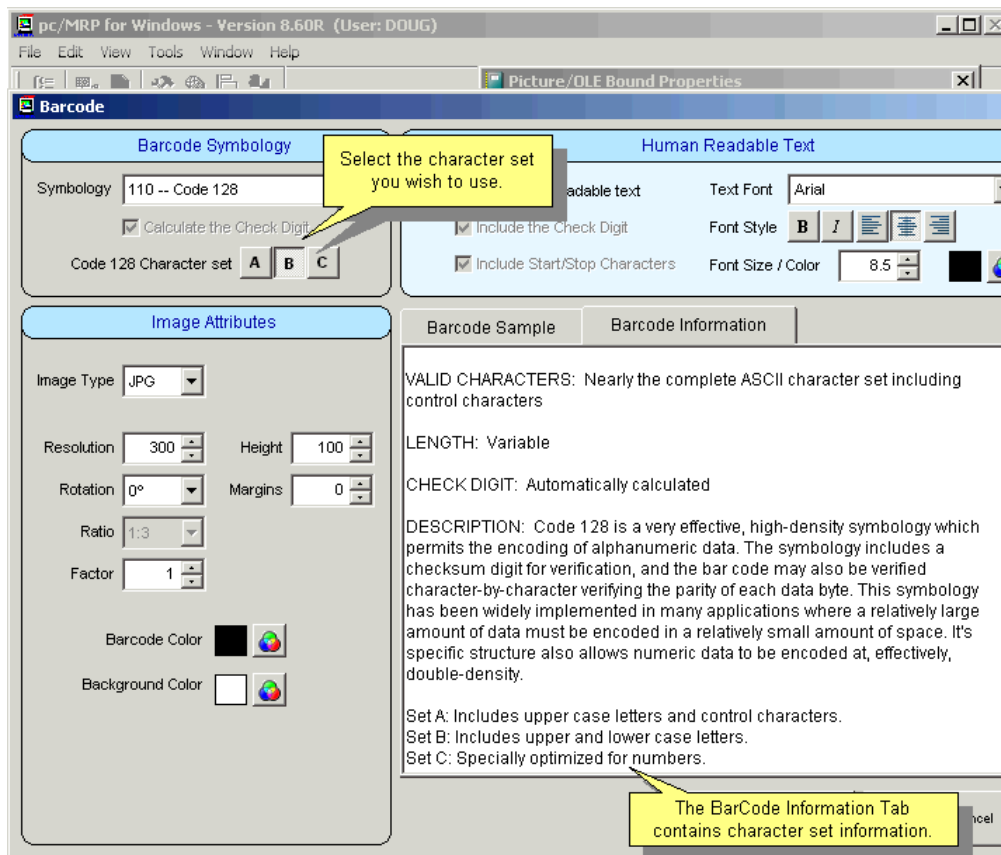 pc/MRP for Windows - Version 8.60R (User: DOUG)
File Edit View Tools Window Help
Picture/OLE Bound Properties
Barcode
Barcode Symbology
Human Readable Text
Select the character set
you wish to use.
Symbology 110 -- Code 128
Text Font Arial
Calculate the Check Digit
Include the Check Digit
Font Style B I
Code 128 Character set A B C
Include Start/Stop Characters
Font Size / Color 8.5
Image Attributes
Barcode Sample
Barcode Information
Image Type JPG
Resolution 300
Height 100
Rotation 0°
Margins 0
Ratio 1:3
Factor 1
Barcode Color
Background Color
VALID CHARACTERS: Nearly the complete ASCII character set including
control characters
LENGTH: Variable
CHECK DIGIT: Automatically calculated
DESCRIPTION: Code 128 is a very effective, high-density symbology which
permits the encoding of alphanumeric data. The symbology includes a
checksum digit for verification, and the bar code may also be verified
character-by-character verifying the parity of each data byte. This symbology
has been widely implemented in many applications where a relatively large
amount of data must be encoded in a relatively small amount of space. It's
specific structure also allows numeric data to be encoded at, effectively,
double-density.
Set A: Includes upper case letters and control characters.
Set B: Includes upper and lower case letters.
Set C: Specially optimized for numbers.
The BarCode Information Tab
contains character set information.